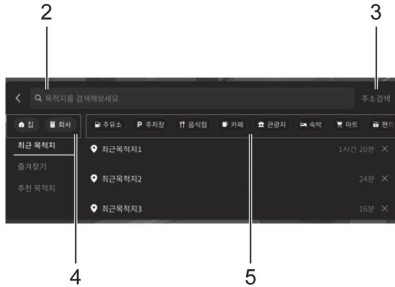 2
3
목적지를 검색해보세요
주소검색
집
회사
주유소
P 주차장
음식점
카페
관광지
숙박
마트
편의
최근 목적지
최근목적지1
1시간 20분
즐겨찾기
최근목적지2
24분
추천 목적지
최근목적지3
16분
4
5